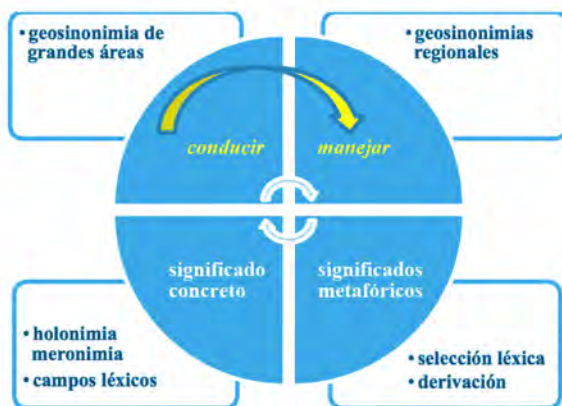 • geosinonimia de
grandes áreas
• geosinonimias
regionales
conducir
manejar
significado
concreto
significados
metafóricos
• holonimia
meronimia
• campos léxicos
• selección léxica
• derivación